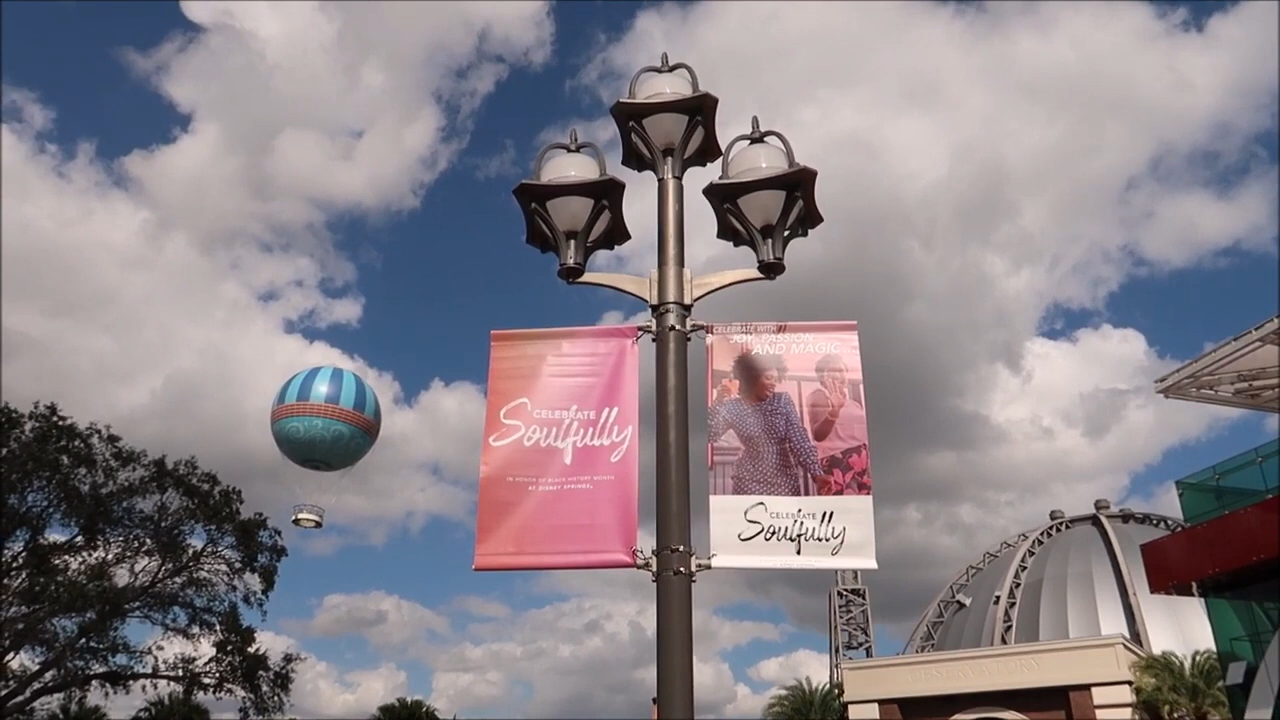 CELEBRATE
Soulfully
IN HONOR OF BLACK HISTORY MONTH
AT DISNEY SPRINGS
CELEBRATE WITH
JOY, PASSION
AND MAGIC
CELEBRATE
Soulfully
OBSERVATORY